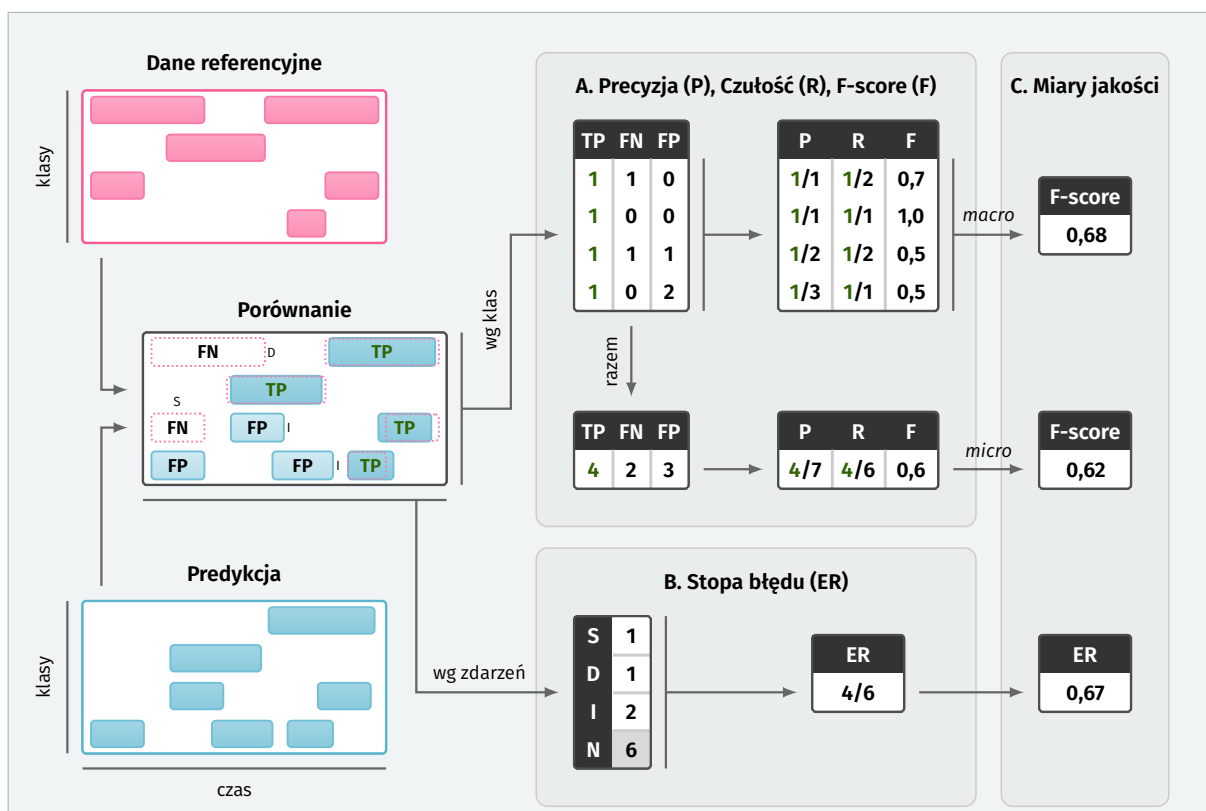 Dane referencyjne
klasy
Porównanie
FN D TP
TP
S
FN FP I TP
FP FP I TP
Predykcja
klasy
czas
wg klas
wg zdarzeń
A. Precyzja (P), Czułość (R), F-score (F)
TP FN FP
1 1 0
1 0 0
1 1 1
1 0 2
P R F
1/1 1/2 0,7
1/1 1/1 1,0
1/2 1/2 0,5
1/3 1/1 0,5
macro
razem
TP FN FP
4 2 3
P R F
4/7 4/6 0,6
micro
B. Stopa błędu (ER)
S 1
D 1
I 2
N 6
ER
4/6
C. Miary jakości
F-score
0,68
F-score
0,62
ER
0,67